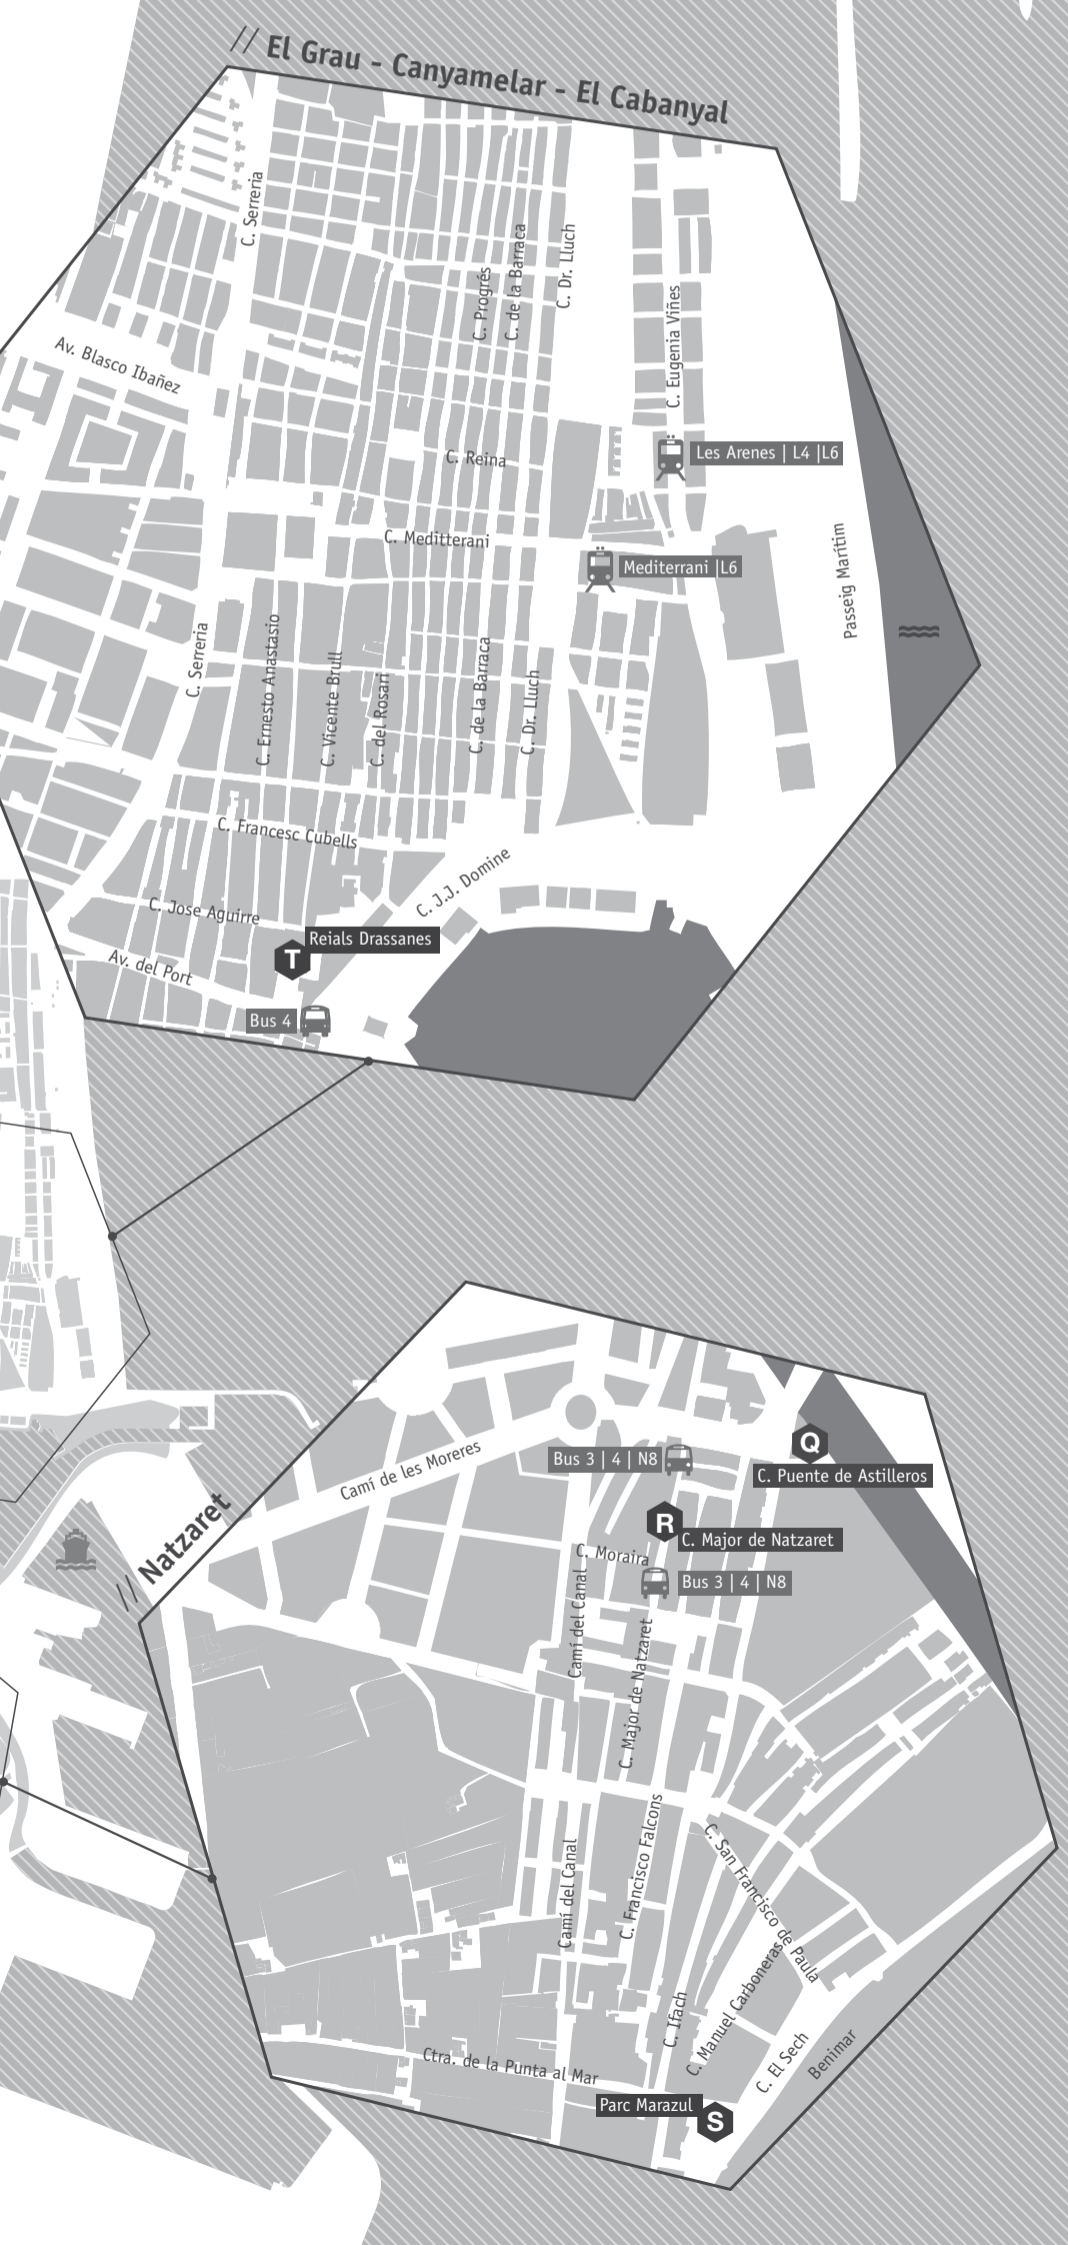 // El Grau - Canyamelar - El Cabanyal
C. Serreria
C. Progrés
C. de la Barraca
C. Dr. Lluch
C. Eugenia Viñes
Av. Blasco Ibañez
C. Reina
Les Arenes | L4 |L6
C. Meditterani
Mediterrani |L6
Passeig Marítim
C. Serreria
C. Ernesto Anastasio
C. Vicente Brull
C. del Rosari
C. de la Barraca
C. Dr. Lluch
C. Francesc Cubells
C. J.J. Domine
C. Jose Aguirre
Reials Drassanes
T
Av. del Port
Bus 4
// Natzaret
Camí de les Moreres
Bus 3 | 4 | N8
Q
C. Puente de Astilleros
R
C. Major de Natzaret
C. Moraira
Bus 3 | 4 | N8
Camí del Canal
C. Major de Natzaret
Camí del Canal
C. Francisco Falcons
C. San Francisco de Paula
C. Manuel Carboneras
C. Ifach
C. El Sech
Benimar
Ctra. de la Punta al Mar
Parc Marazul
S